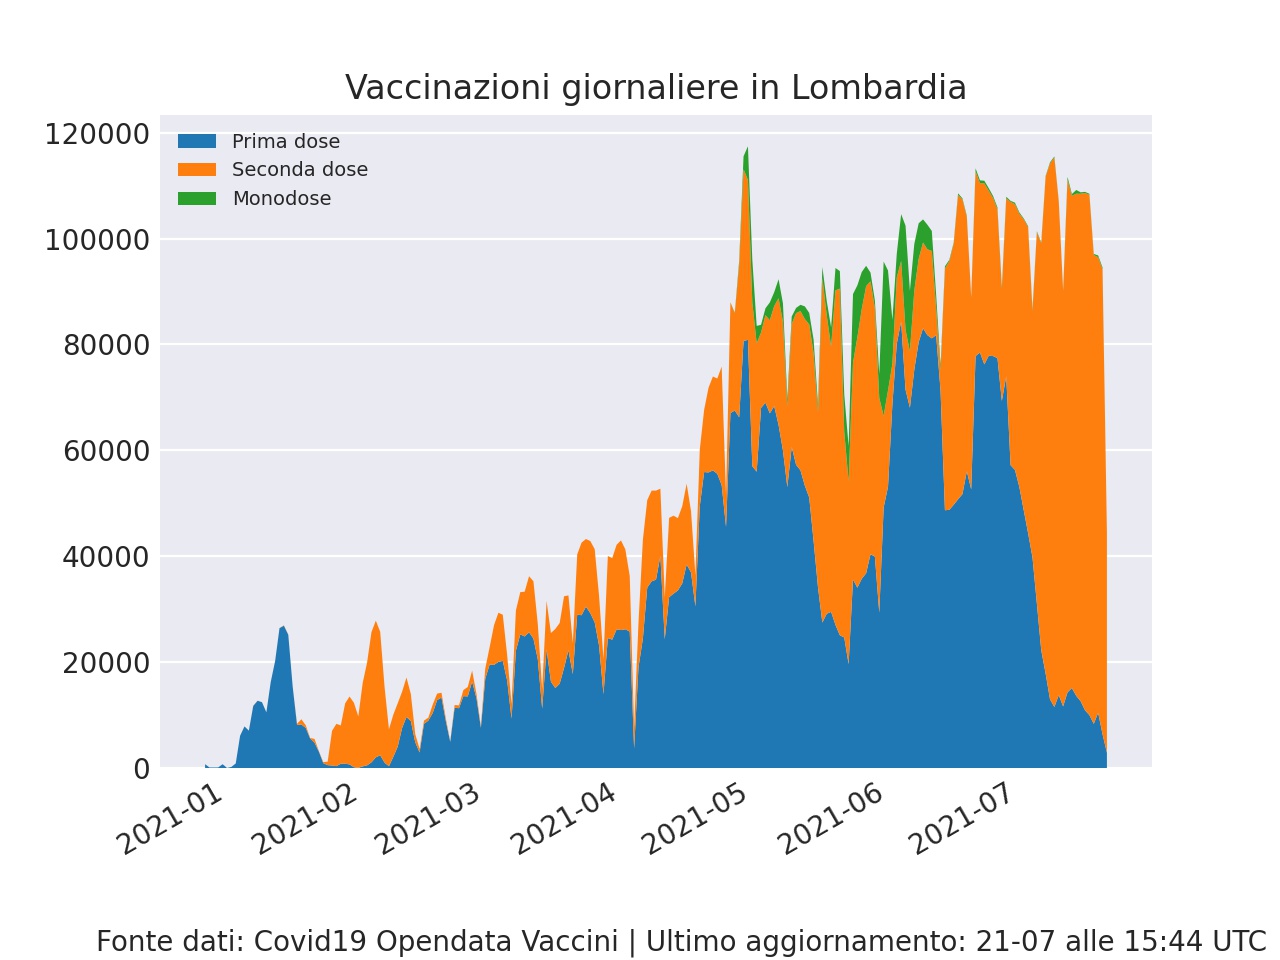 Vaccinazioni giornaliere in Lombardia
120000
100000
80000
60000
40000
20000
0
Prima dose
Seconda dose
Monodose
2021-01
2021-02
2021-03
2021-04
2021-05
2021-06
2021-07
Fonte dati: Covid19 Opendata Vaccini | Ultimo aggiornamento: 21-07 alle 15:44 UTC